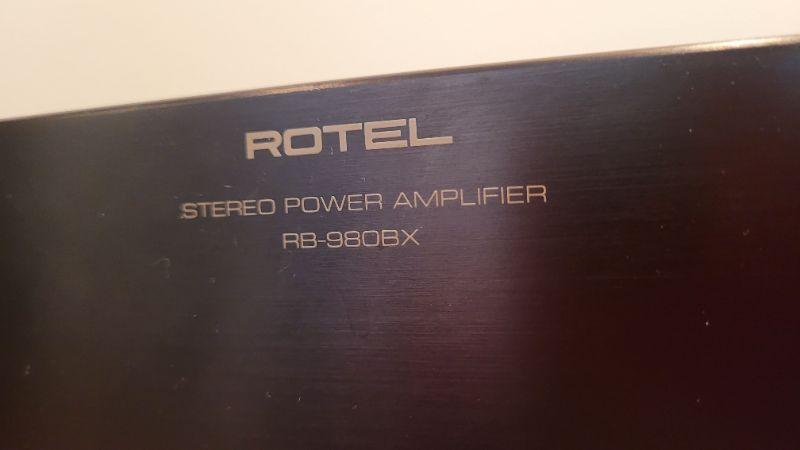 ROTEL
STEREO POWER AMPLIFIER
RB-980BX